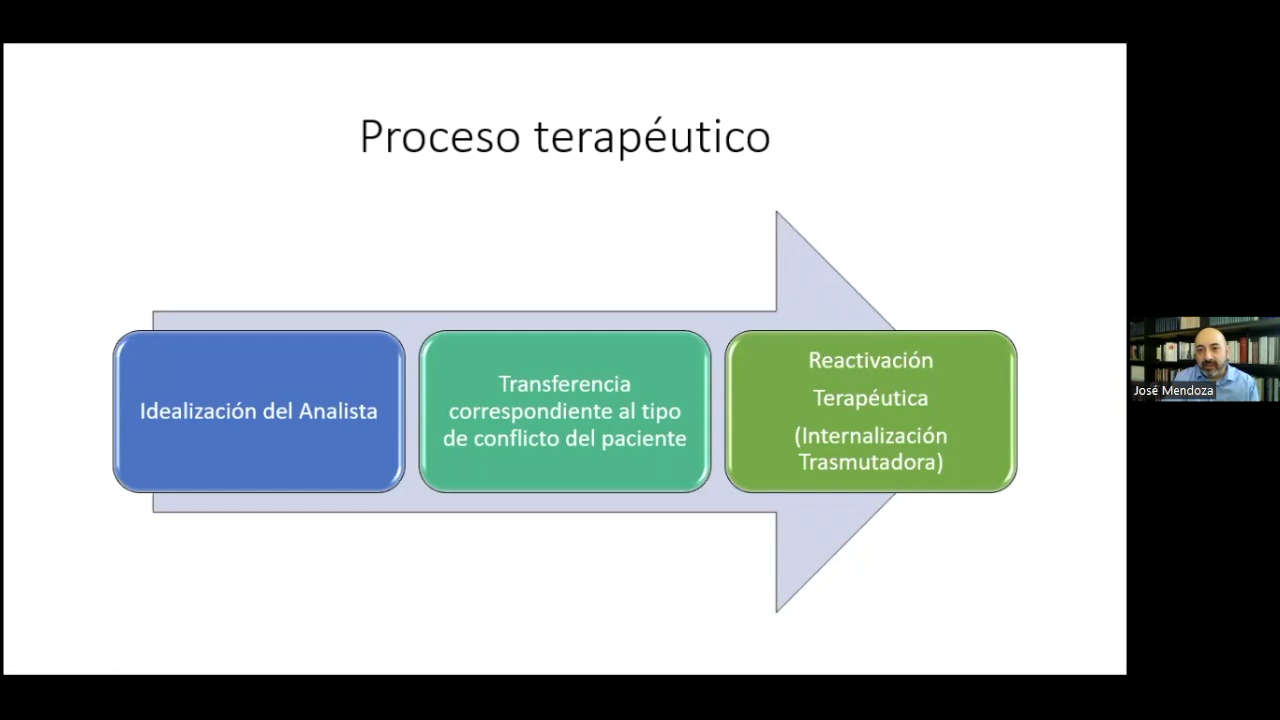 Proceso terapéutico
Idealización del Analista
Transferencia
correspondiente al tipo
de conflicto del paciente
Reactivación
Terapéutica
(Internalización
Trasmutadora)
José Mendoza